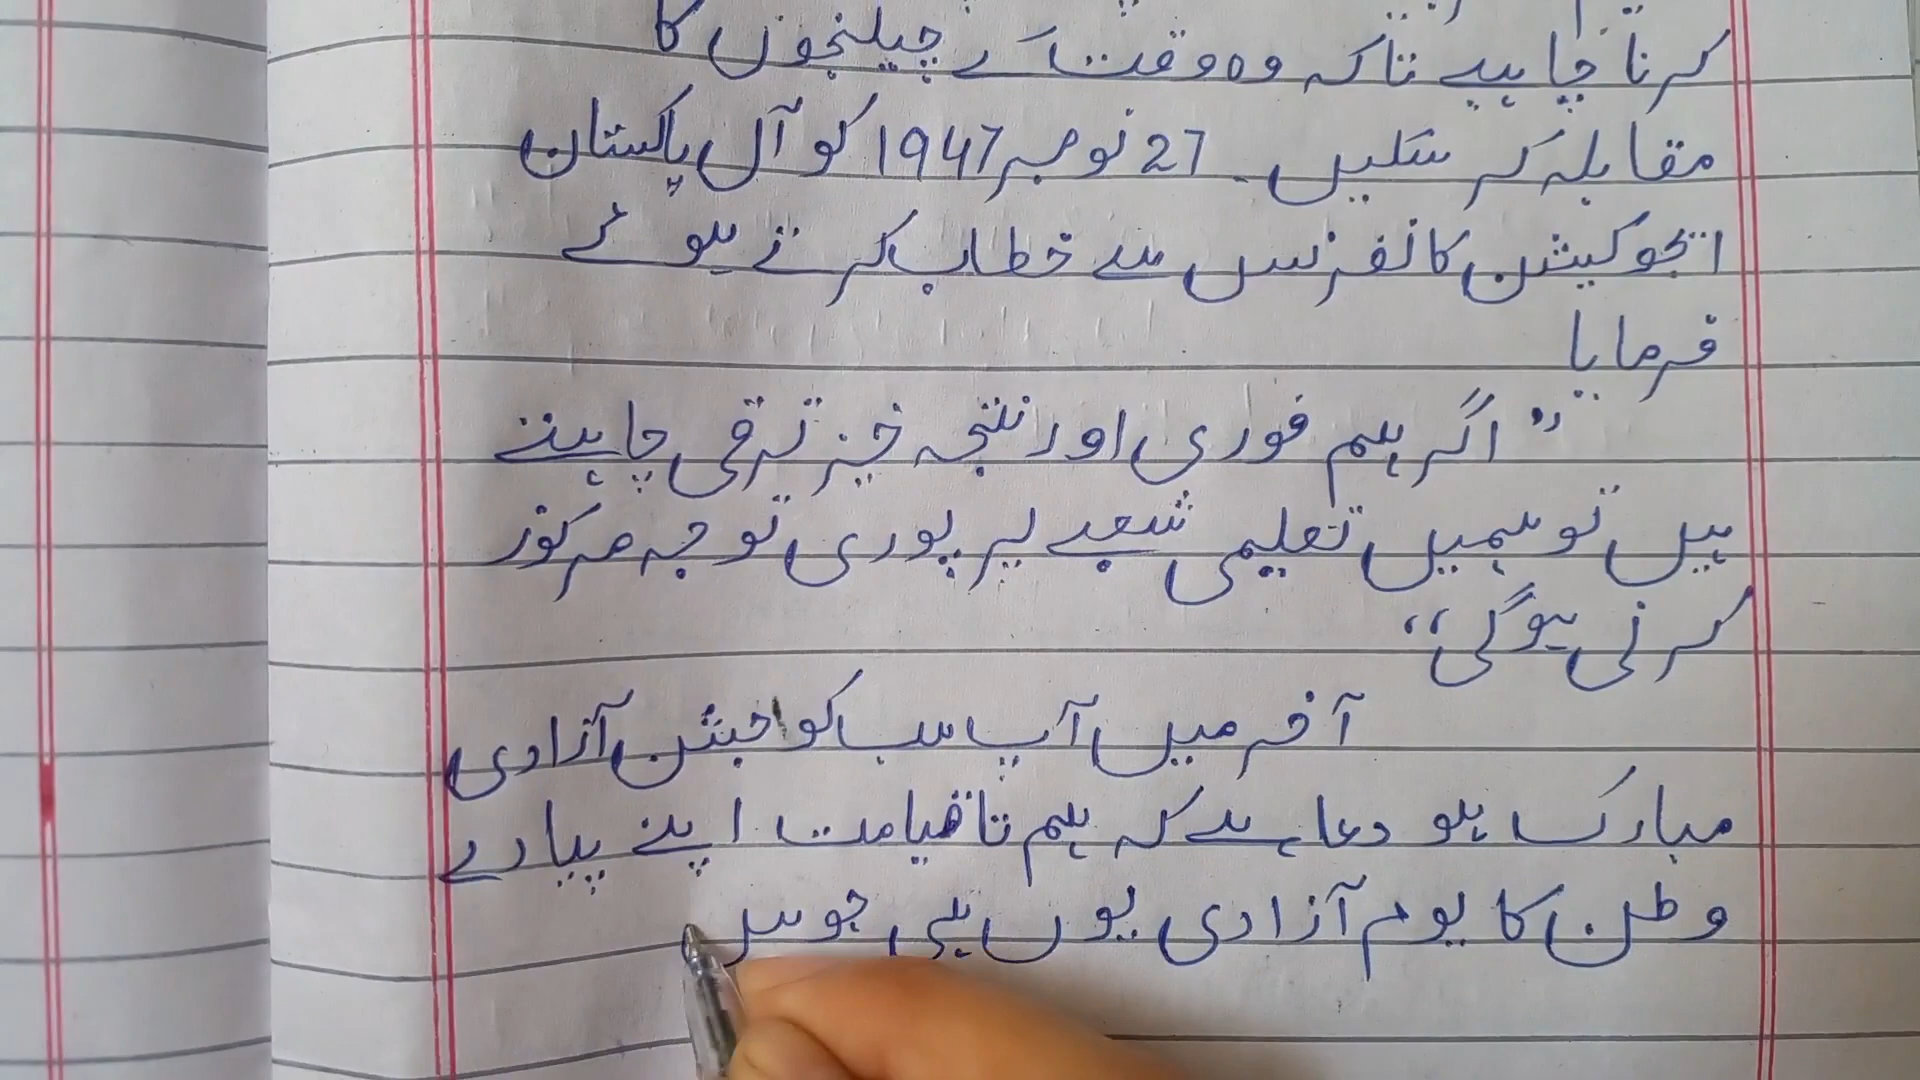 کرنا چاہیے تاکہ وہ وقت کے چیلنجوں کا
مقابلہ کر سکیں۔ 27 نومبر 1947 کو آل پاکستان
ایجوکیشن کانفرنس سے خطاب کرتے ہوئے
فرمایا
” اگر ہم فوری اور نتیجہ خیز ترقی چاہتے
ہیں تو ہمیں تعلیمی شعبے پر پوری توجہ مرکوز
کرنی ہوگی“
آخر میں آپ سب کو جشن آزادی
مبارک ہو دعا ہے کہ ہم تا قیامت اپنے پیارے
وطن کا یوم آزادی یوں ہی جوش